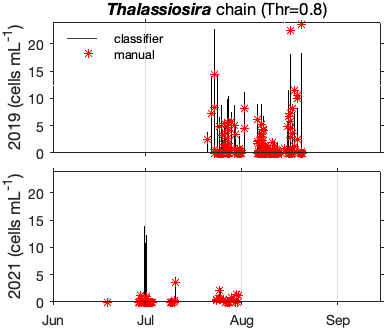 Thalassiosira chain (Thr=0.8)
2019 (cells mL⁻¹)
20
15
10
5
0
classifier
manual
2021 (cells mL⁻¹)
20
15
10
5
0
Jun Jul Aug Sep